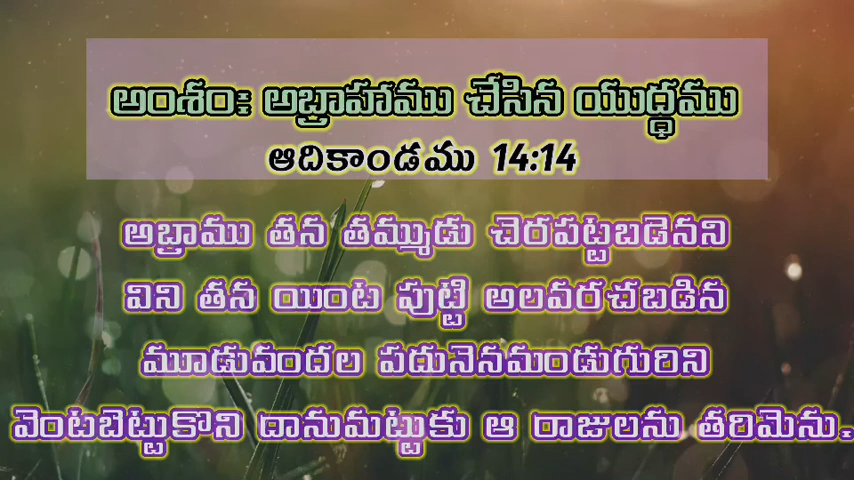 అంశం: అబ్రాహాము చేసిన యుద్ధము
ఆదికాండము 14:14
అబ్రాము తన తమ్ముడు చెరపట్టబడెనని
విని తన యింట పుట్టి అలవరచబడిన
మూడువందల పదునెనమండుగురిని
వెంటబెట్టుకొని దానుమట్టుకు ఆ రాజులను తరిమెను.